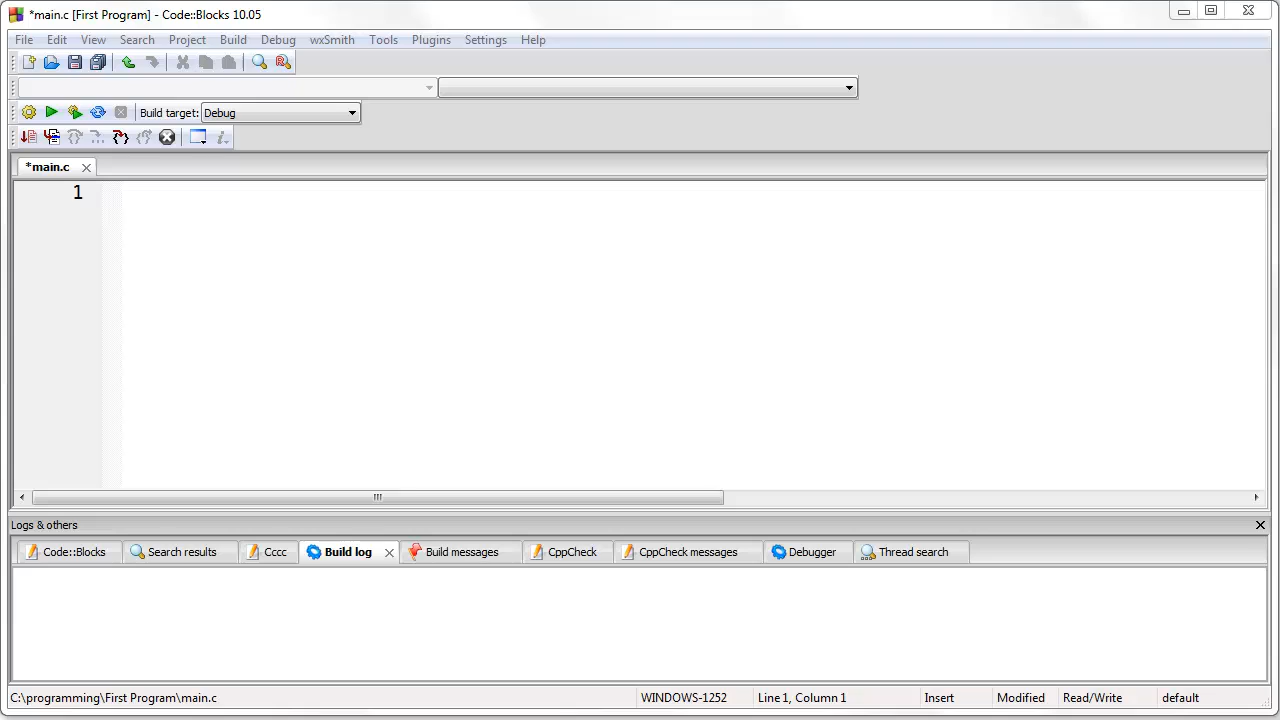 *main.c [First Program] - Code::Blocks 10.05
File Edit View Search Project Build Debug wxSmith Tools Plugins Settings Help
Build target: Debug
*main.c
1
Logs & others
Code::Blocks Search results Cccc Build log Build messages CppCheck CppCheck messages Debugger Thread search
C:\programming\First Program\main.c WINDOWS-1252 Line 1, Column 1 Insert Modified Read/Write default